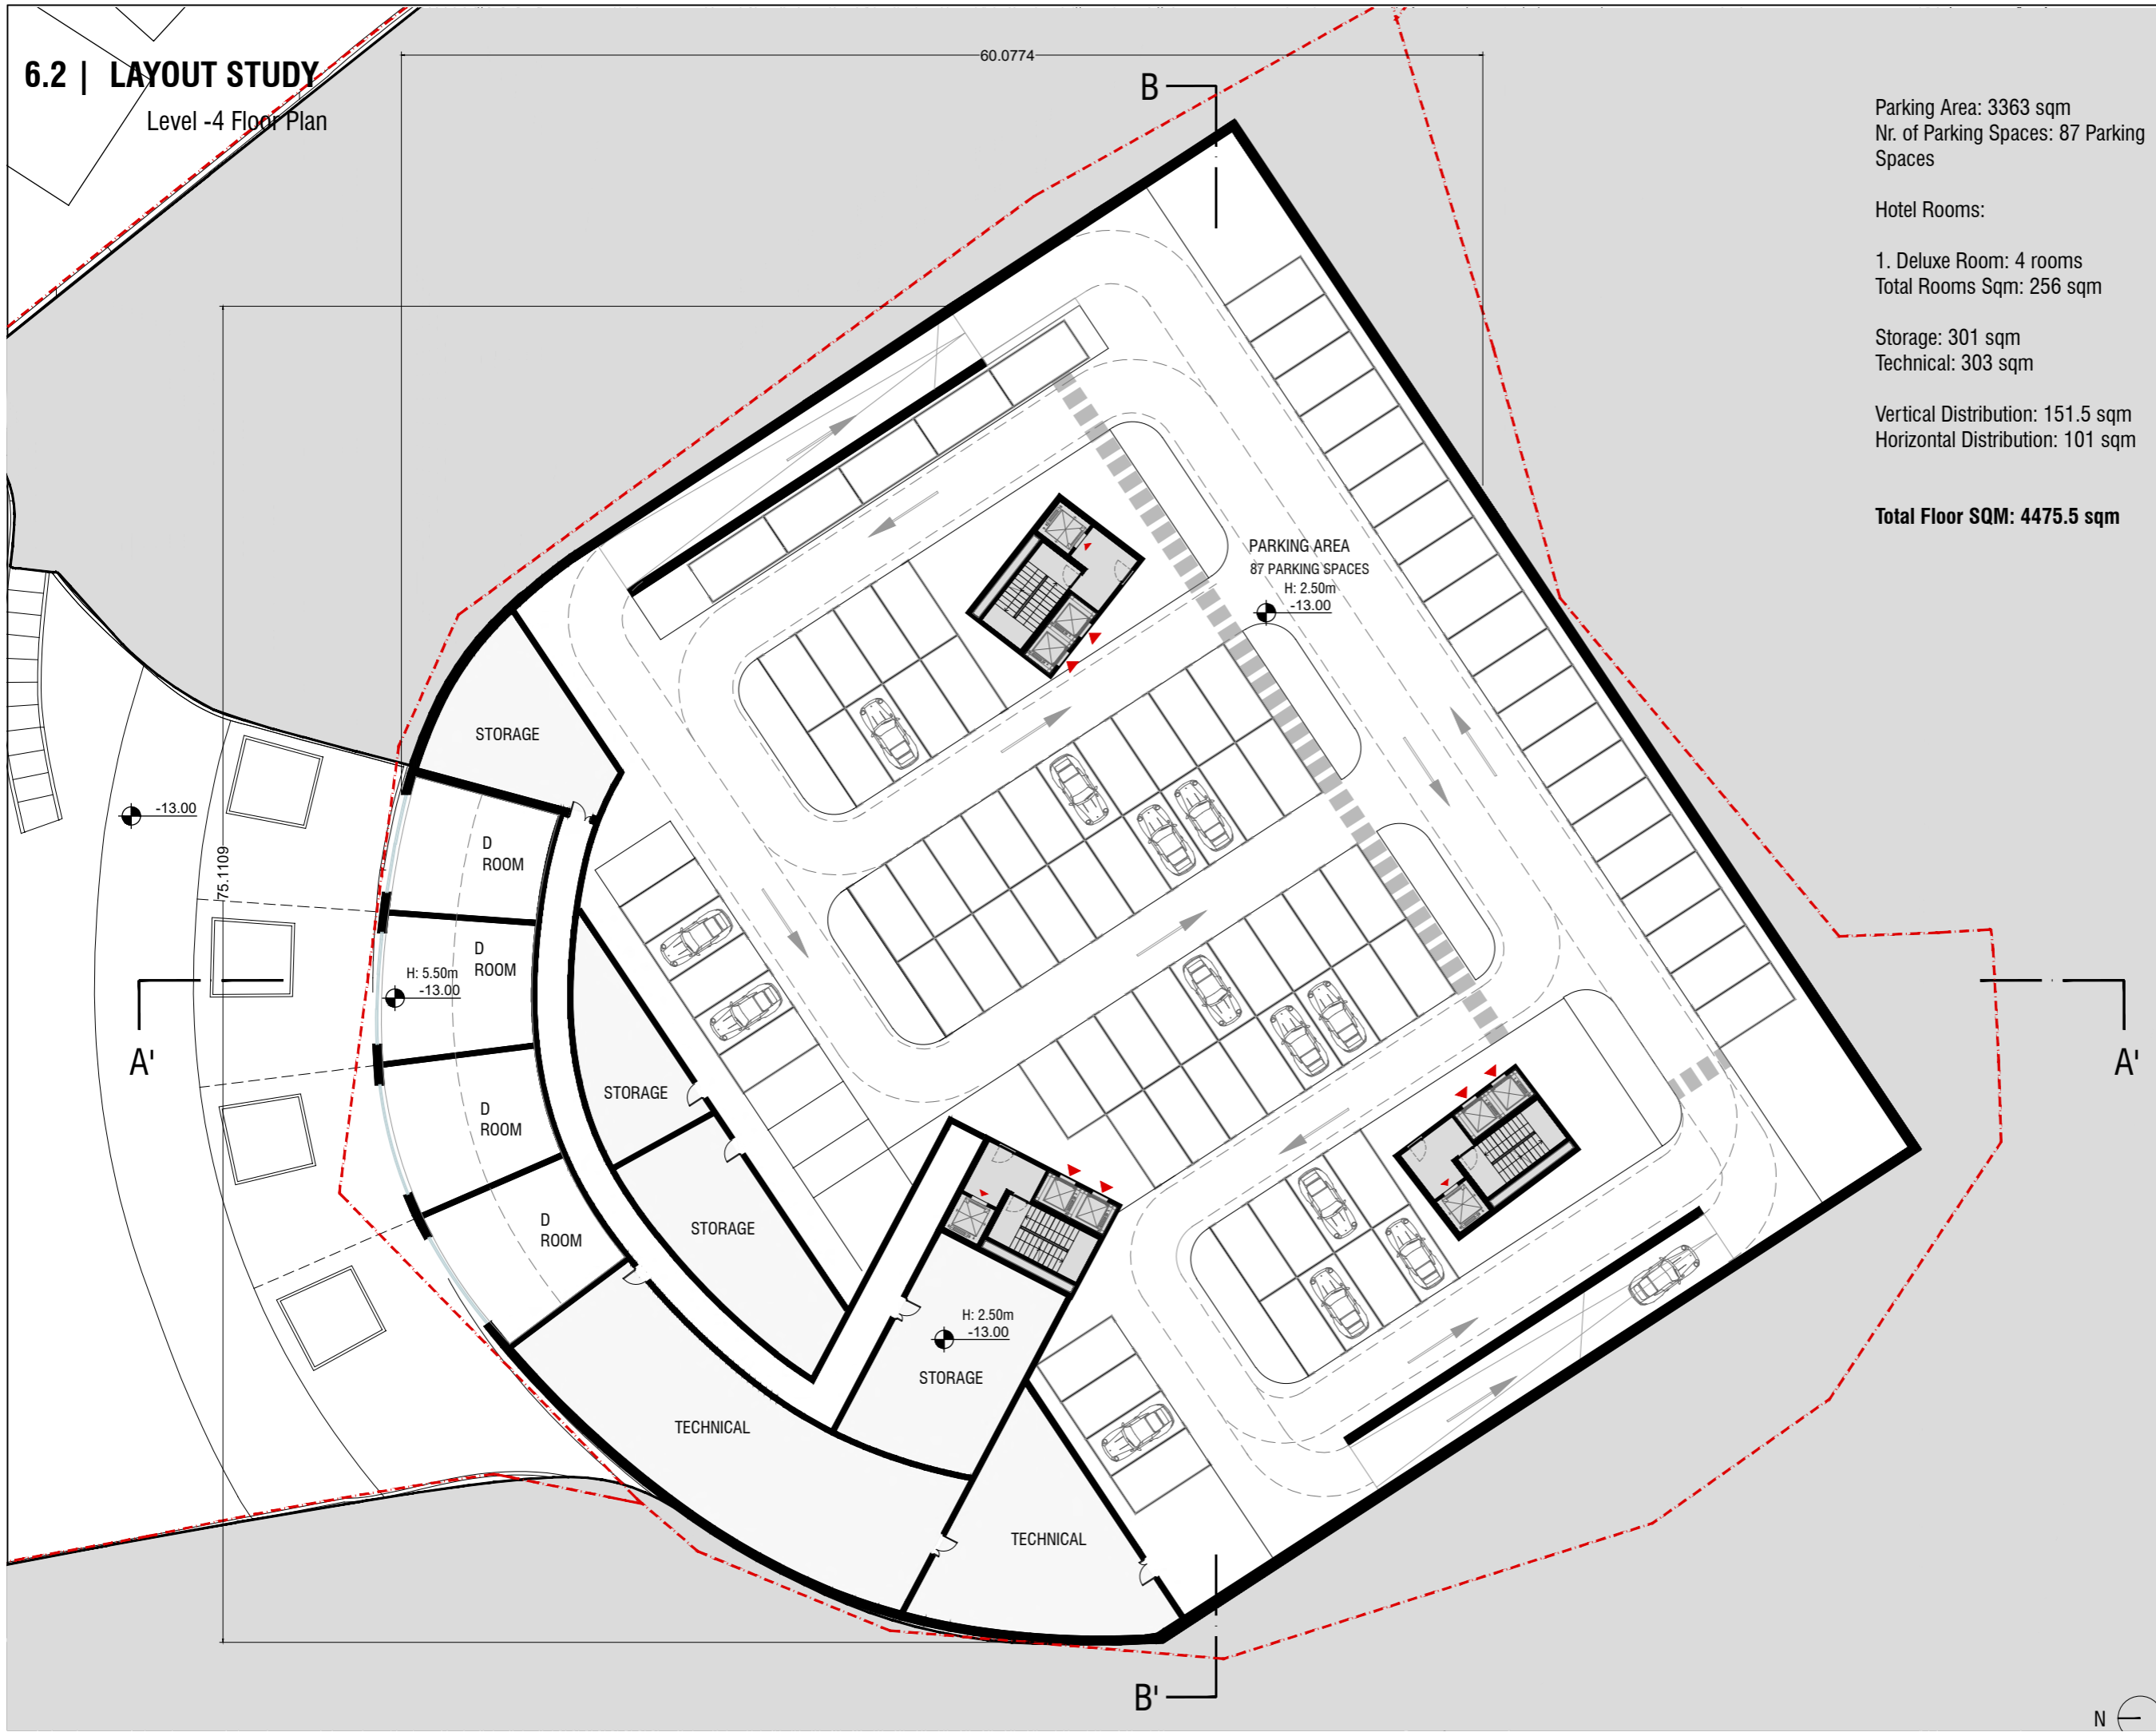 6.2 | LAYOUT STUDY
Level -4 Floor Plan
60.0774
B
Parking Area: 3363 sqm
Nr. of Parking Spaces: 87 Parking
Spaces
Hotel Rooms:
1. Deluxe Room: 4 rooms
Total Rooms Sqm: 256 sqm
Storage: 301 sqm
Technical: 303 sqm
Vertical Distribution: 151.5 sqm
Horizontal Distribution: 101 sqm
Total Floor SQM: 4475.5 sqm
PARKING AREA
87 PARKING SPACES
H: 2.50m
-13.00
STORAGE
-13.00
75.1109
D
ROOM
D
ROOM
H: 5.50m
-13.00
A'
A'
STORAGE
D
ROOM
D
ROOM
STORAGE
H: 2.50m
-13.00
STORAGE
TECHNICAL
TECHNICAL
B'
N